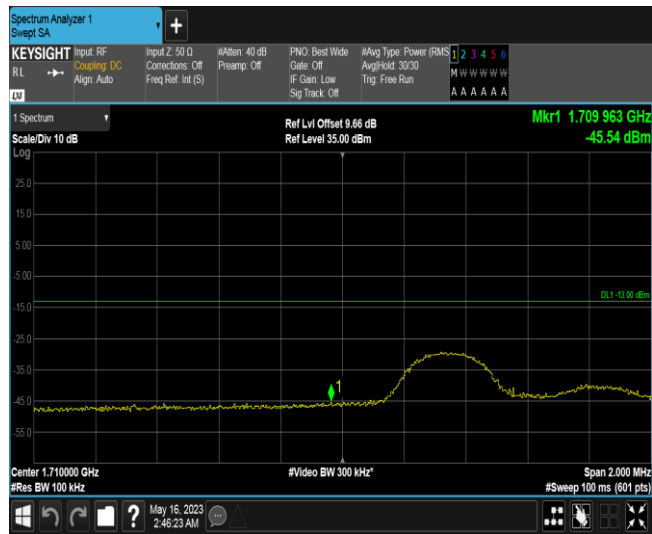 Spectrum Analyzer 1
Swept SA
+
KEYSIGHT
RL
LXI
Input: RF
Coupling: DC
Align: Auto
Input Z: 50 Ω
Corrections: Off
Freq Ref: Int (S)
#Atten: 40 dB
Preamp: Off
PNO: Best Wide
Gate: Off
IF Gain: Low
Sig Track: Off
#Avg Type: Power (RMS
Avg|Hold: 30/30
Trig: Free Run
1 2 3 4 5 6
M W W W W W
A A A A A A
1 Spectrum
Scale/Div 10 dB
Log
Ref Lvl Offset 9.66 dB
Ref Level 35.00 dBm
Mkr1 1.709 963 GHz
-45.54 dBm
25.0
15.0
5.00
-5.00
DL1 -13.00 dBm
-15.0
-25.0
-35.0
1
-45.0
-55.0
Center 1.710000 GHz
#Video BW 300 kHz*
Span 2.000 MHz
#Res BW 100 kHz
#Sweep 100 ms (601 pts)
?
May 16, 2023
2:46:23 AM